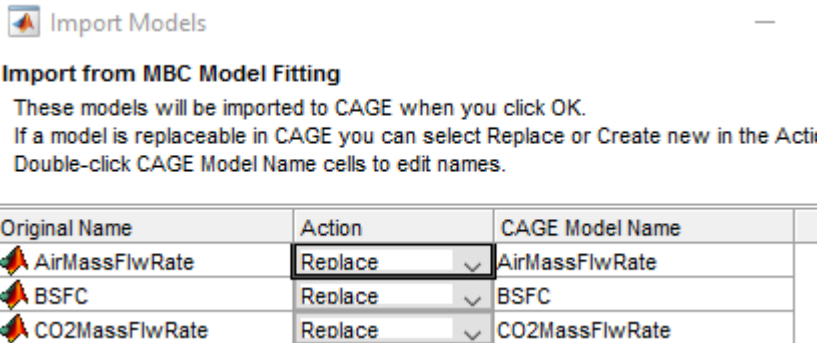 Import Models
Import from MBC Model Fitting
These models will be imported to CAGE when you click OK.
If a model is replaceable in CAGE you can select Replace or Create new in the Acti
Double-click CAGE Model Name cells to edit names.
Original Name Action CAGE Model Name
AirMassFlwRate Replace AirMassFlwRate
BSFC Replace BSFC
CO2MassFlwRate Replace CO2MassFlwRate